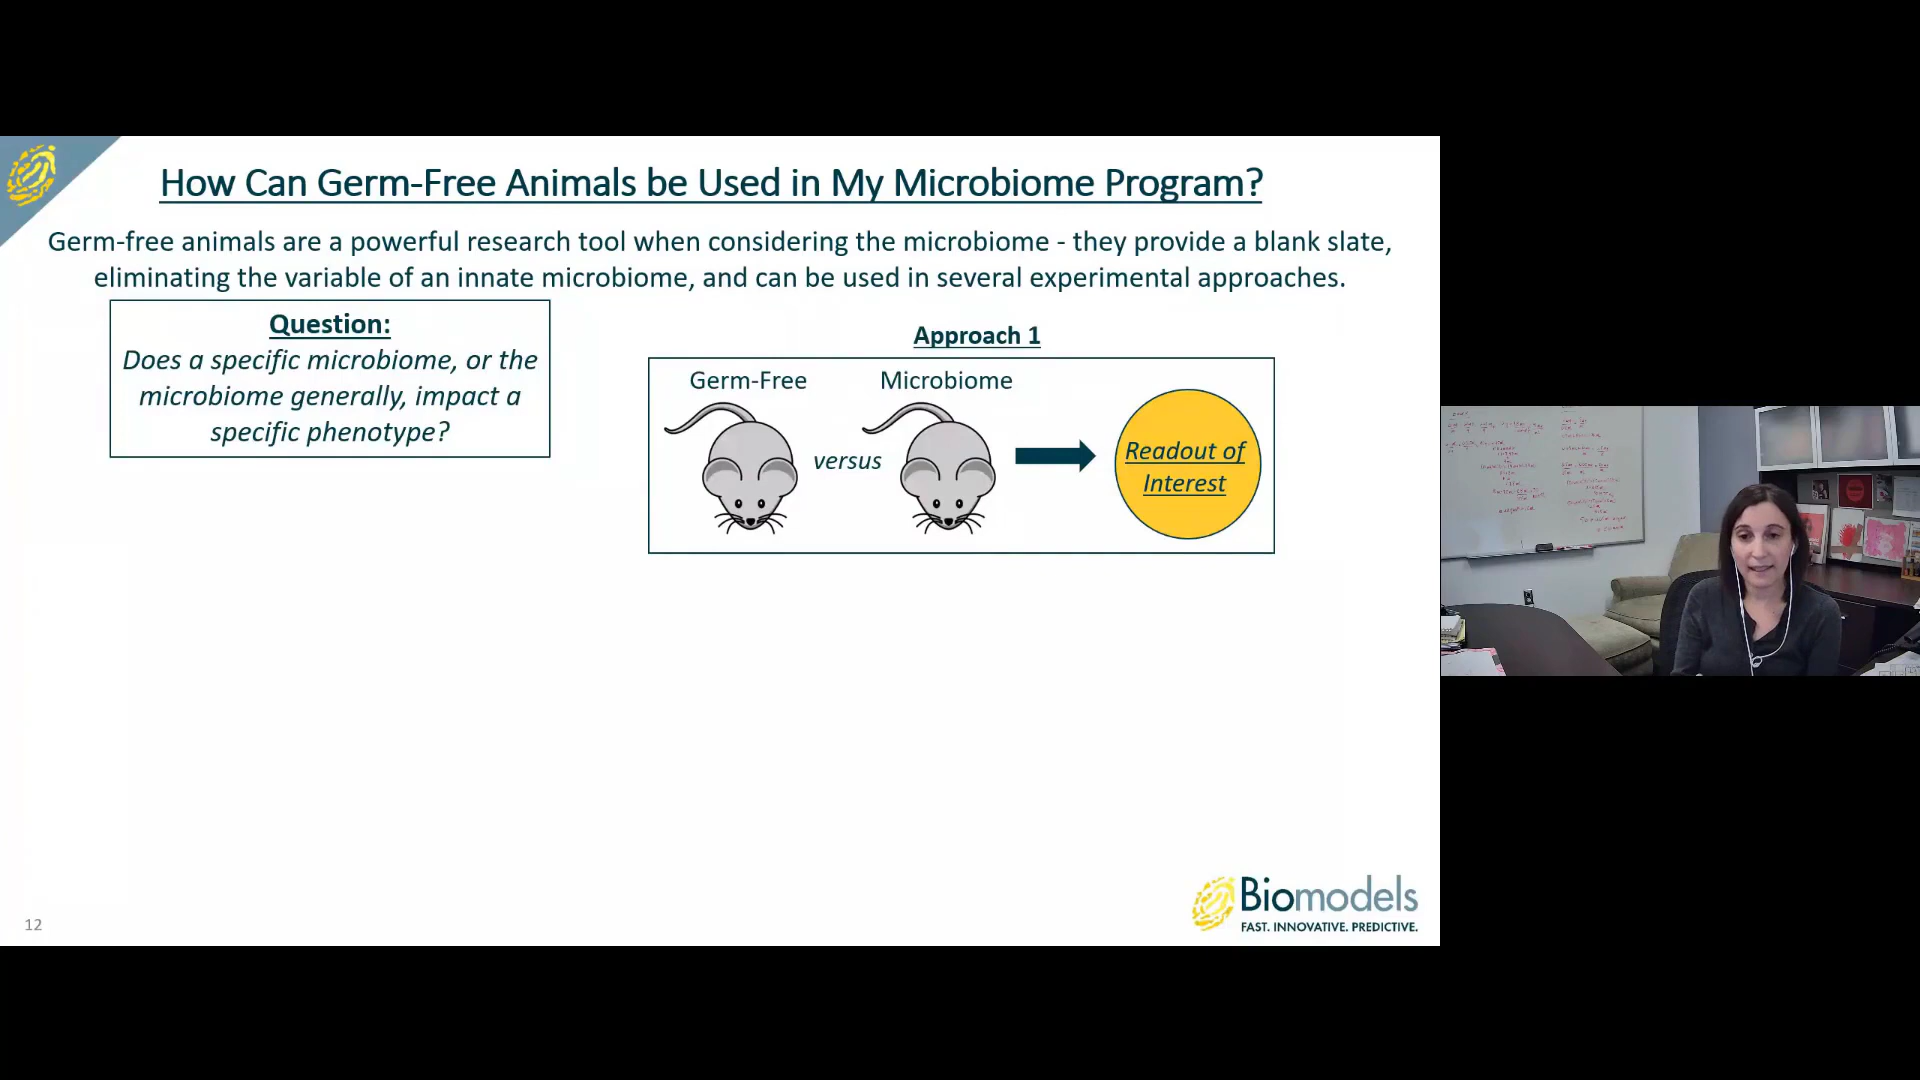 How Can Germ-Free Animals be Used in My Microbiome Program?
Germ-free animals are a powerful research tool when considering the microbiome - they provide a blank slate,
eliminating the variable of an innate microbiome, and can be used in several experimental approaches.
Question:
Does a specific microbiome, or the
microbiome generally, impact a
specific phenotype?
Approach 1
Germ-Free
Microbiome
versus
Readout of
Interest
Biomodels
FAST. INNOVATIVE. PREDICTIVE.
12